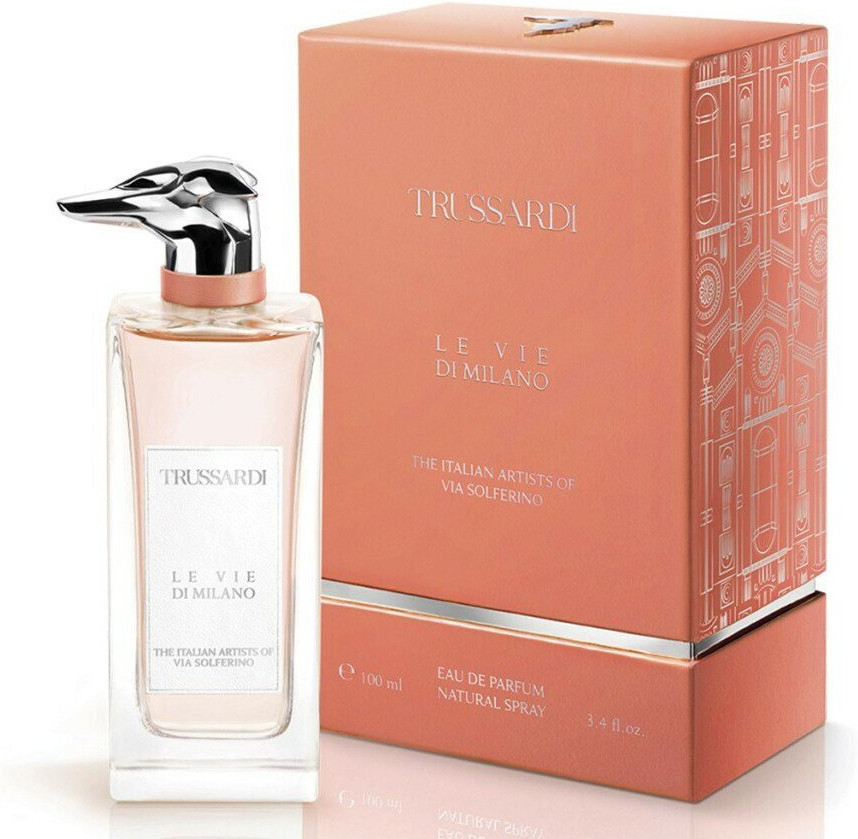 TRUSSARDI
LE VIE
DI MILANO
THE ITALIAN ARTISTS OF
VIA SOLFERINO
TRUSSARDI
LE VIE
DI MILANO
THE ITALIAN ARTISTS OF
VIA SOLFERINO
℮ 100 ml
EAU DE PARFUM
NATURAL SPRAY
3.4 fl.oz.